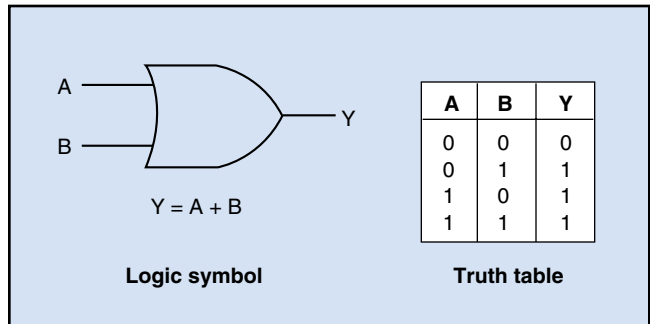 A
B
Y
Y = A + B
Logic symbol
A B Y
0 0 0
0 1 1
1 0 1
1 1 1
Truth table